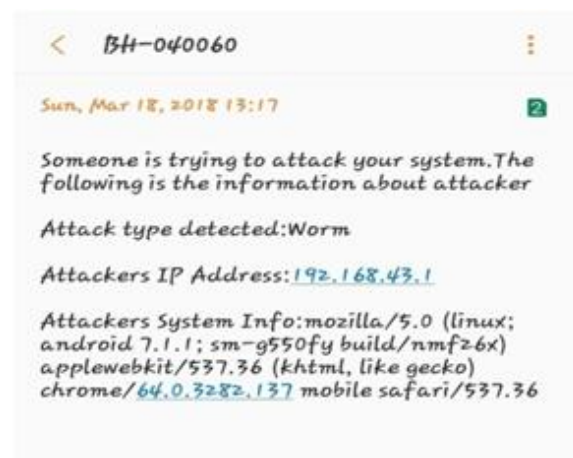 BH-040060
Sun, Mar 18, 2018 13:17
2
Someone is trying to attack your system.The
following is the information about attacker
Attack type detected:Worm
Attackers IP Address:192.168.43.1
Attackers System Info:mozilla/5.0 (linux;
android 7.1.1; sm-g550fy build/nmf26x)
applewebkit/537.36 (khtml, like gecko)
chrome/64.0.3282.137 mobile safari/537.36